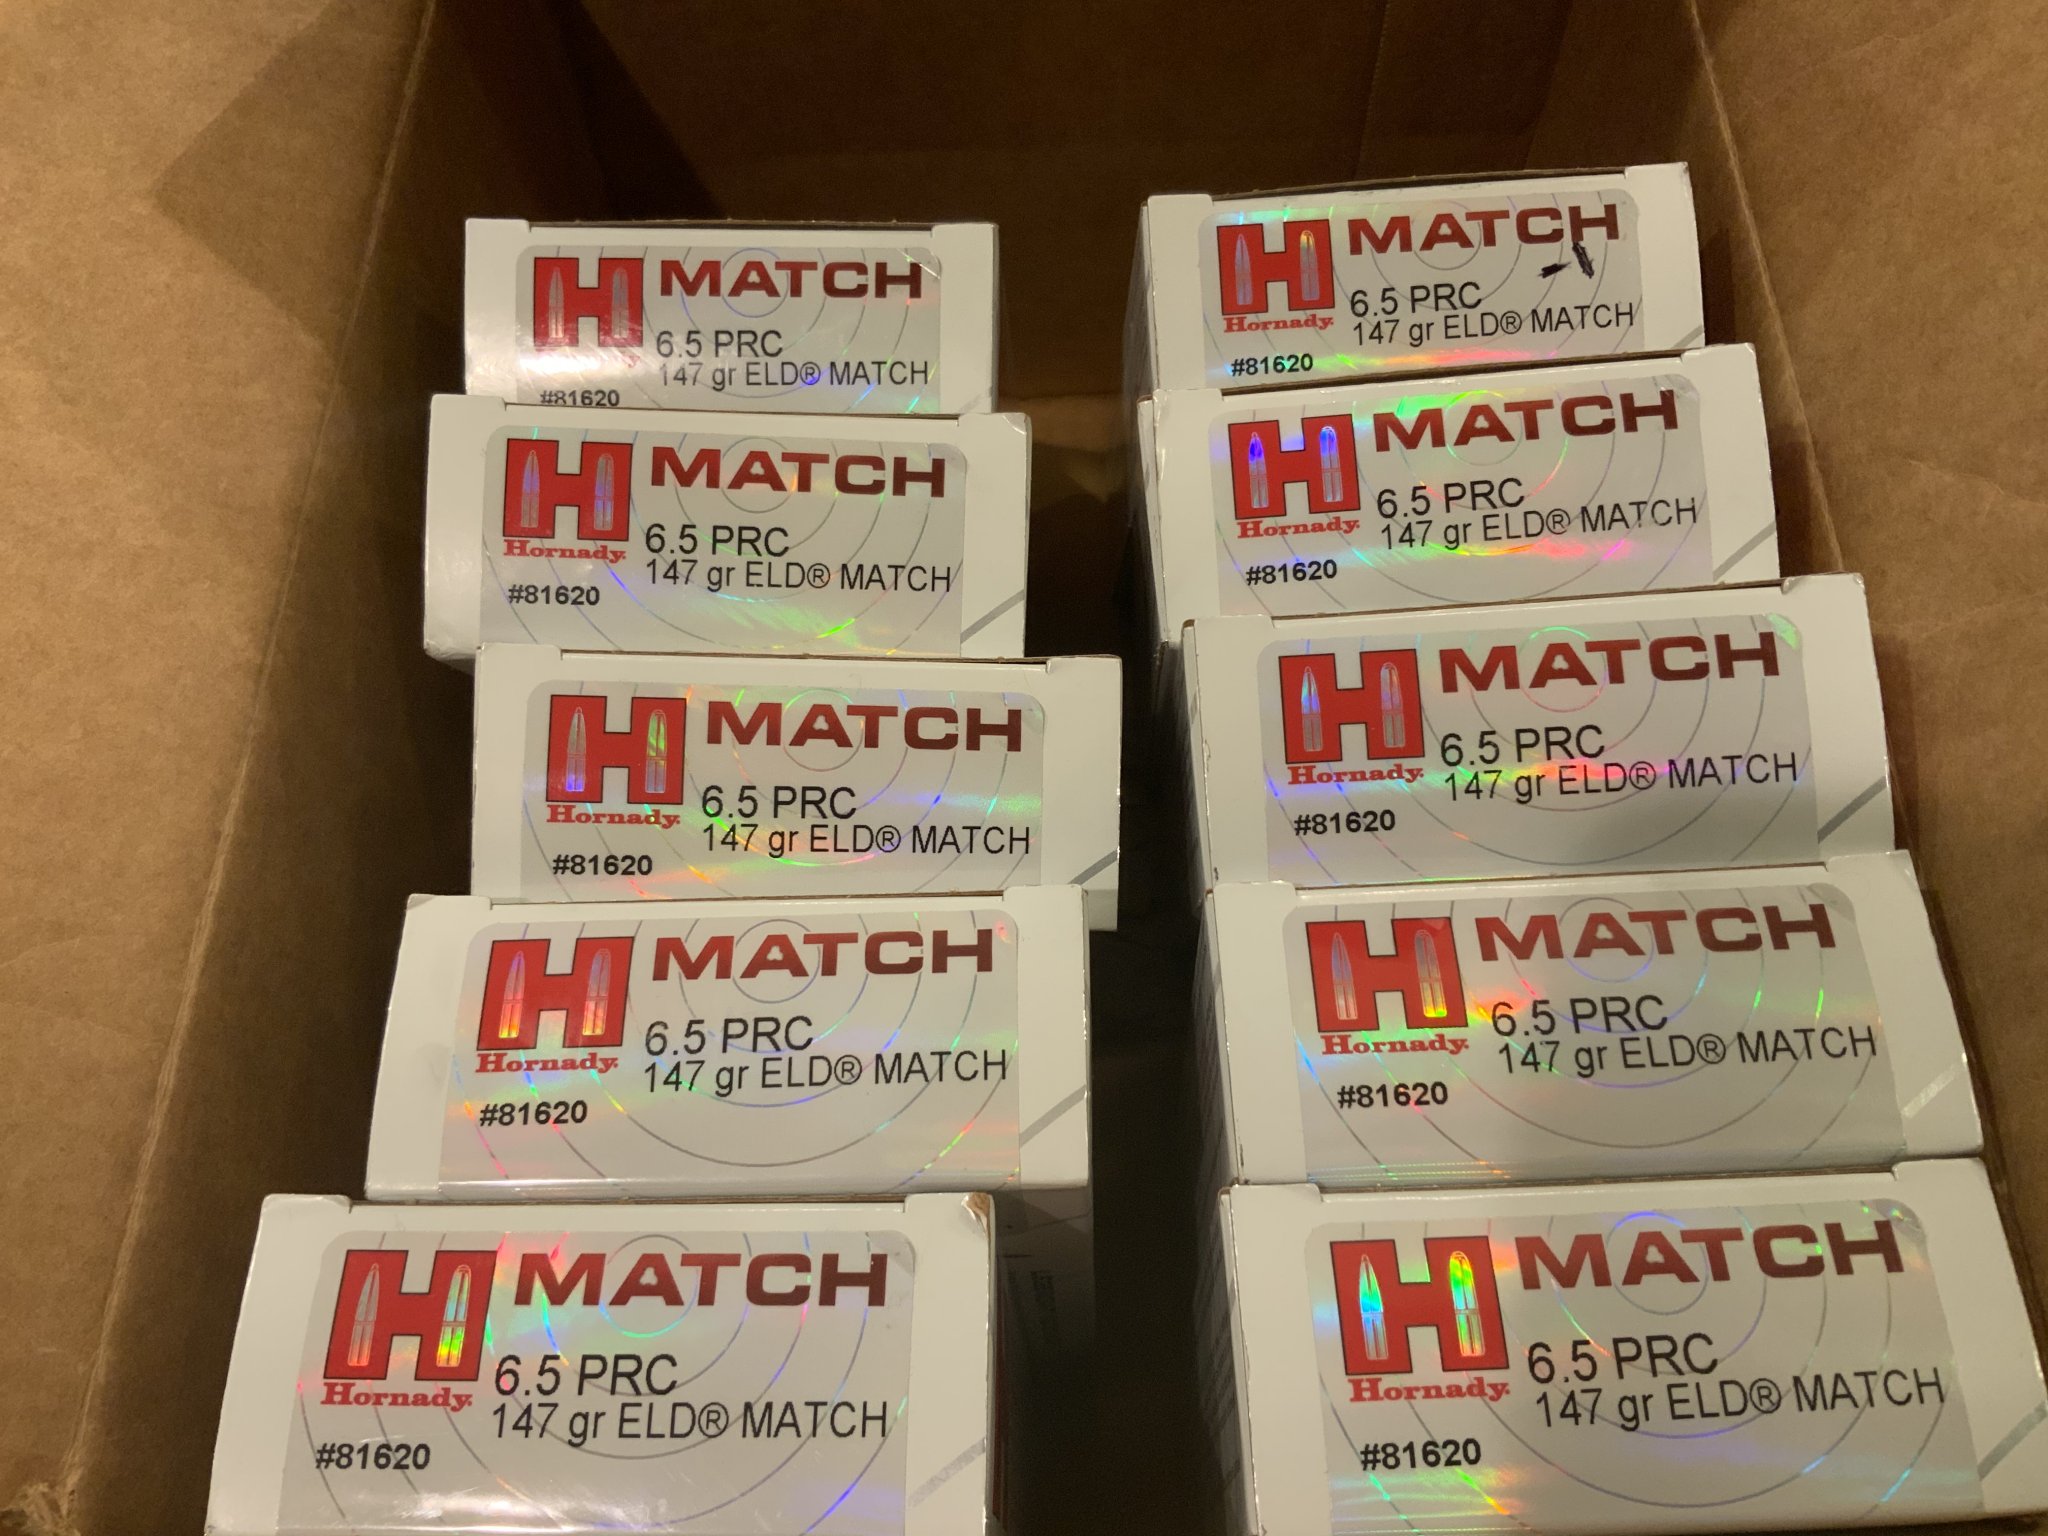 MATCH
6.5 PRC
147 gr ELD® MATCH
#81620
MATCH
6.5 PRC
147 gr ELD® MATCH
Hornady.
#81620
MATCH
6.5 PRC
147 gr ELD® MATCH
Hornady.
#81620
MATCH
6.5 PRC
147 gr ELD® MATCH
Hornady.
#81620
MATCH
6.5 PRC
147 gr ELD® MATCH
Hornady.
#81620
MATCH
6.5 PRC
147 gr ELD® MATCH
Hornady.
#81620
MATCH
6.5 PRC
147 gr ELD® MATCH
Hornady.
#81620
MATCH
6.5 PRC
147 gr ELD® MATCH
Hornady.
#81620
MATCH
6.5 PRC
147 gr ELD® MATCH
Hornady.
#81620
MATCH
6.5 PRC
147 gr ELD® MATCH
Hornady.
#81620